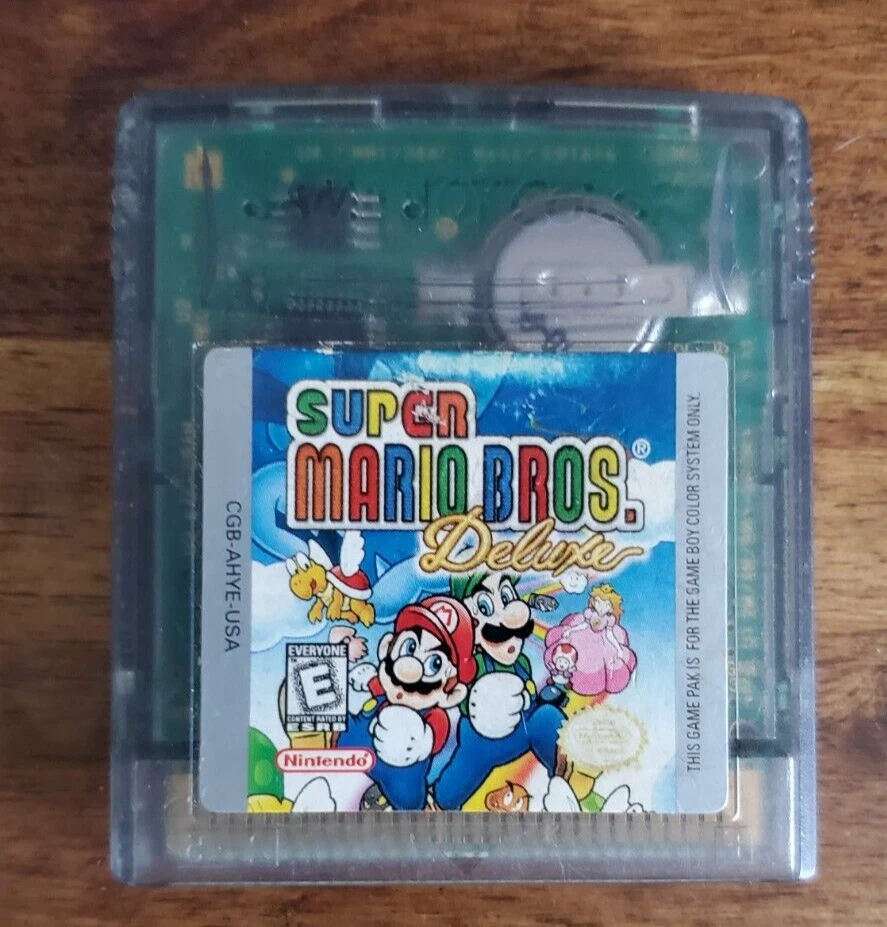 SUPER
MARIO BROS.®
Deluxe
CGB-AHYE-USA
THIS GAME PAK IS FOR THE GAME BOY COLOR SYSTEM ONLY.
EVERYONE
E
CONTENT RATED BY
ESRB
Nintendo®